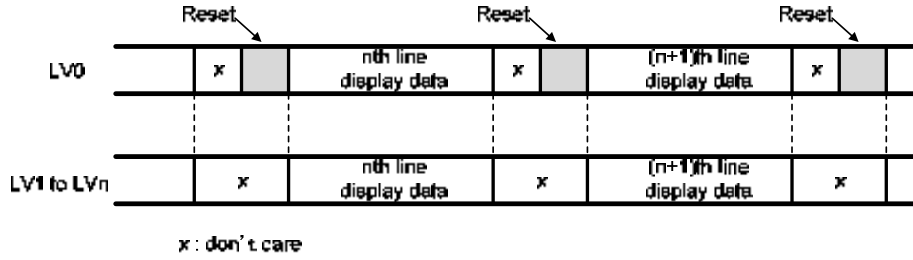 Reset Reset Reset
LV0 x nth line display data x (n+1)th line display data x
LV1 to LVn x nth line display data x (n+1)th line display data x
x : don't care